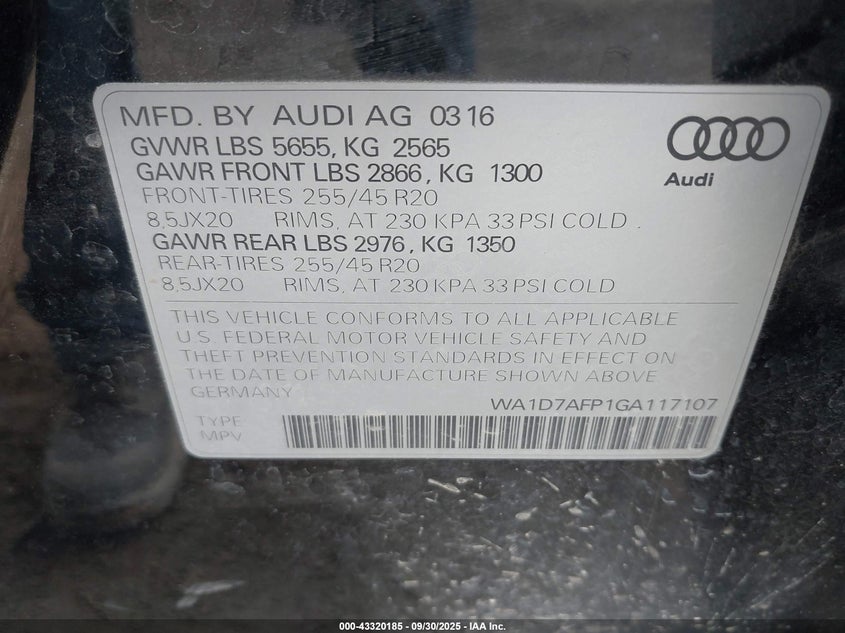 MFD. BY AUDI AG 03 16
GVWR LBS 5655, KG 2565
GAWR FRONT LBS 2866, KG 1300
FRONT-TIRES 255/45 R20
8,5JX20 RIMS, AT 230 KPA 33 PSI COLD .
GAWR REAR LBS 2976, KG 1350
REAR-TIRES 255/45 R20
8,5JX20 RIMS, AT 230 KPA 33 PSI COLD
Audi
THIS VEHICLE CONFORMS TO ALL APPLICABLE
U.S. FEDERAL MOTOR VEHICLE SAFETY AND
THEFT PREVENTION STANDARDS IN EFFECT ON
THE DATE OF MANUFACTURE SHOWN ABOVE
GERMANY
WA1D7AFP1GA117107
TYPE
MPV
000-43320185 - 09/30/2025 - IAA Inc.